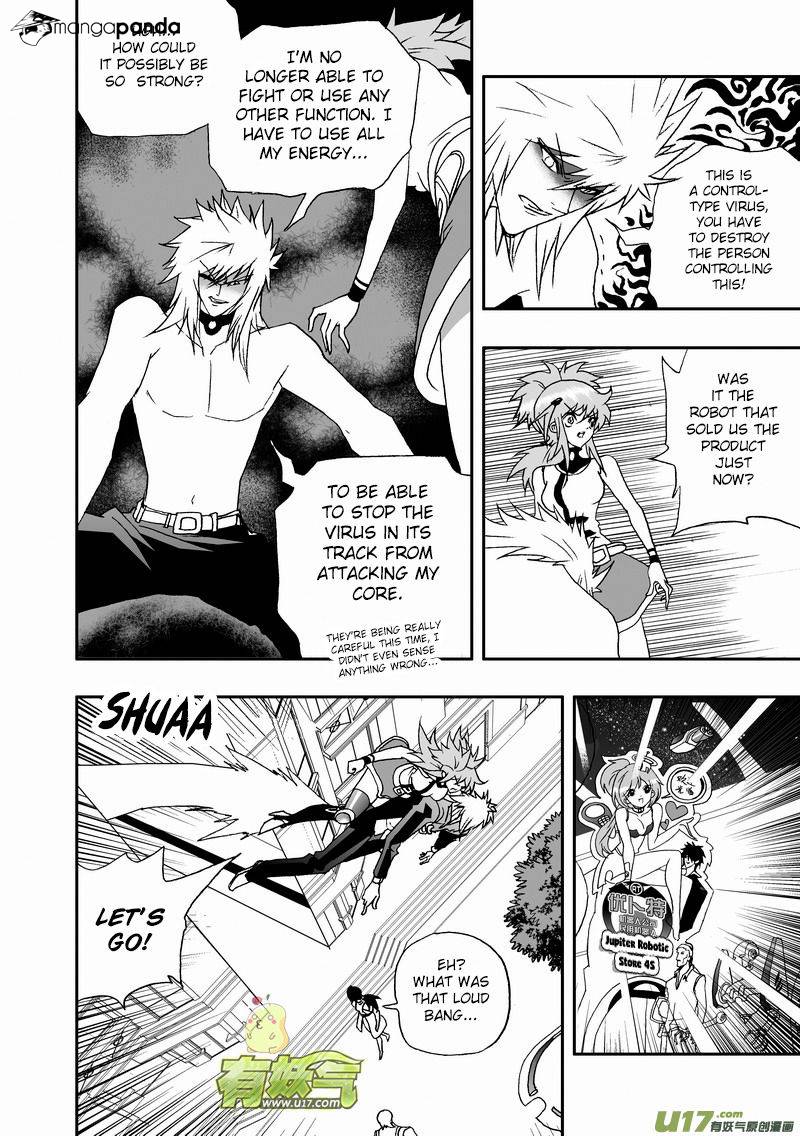 mangapanda
HOW COULD
IT POSSIBLY BE
SO STRONG?
I'M NO
LONGER ABLE TO
FIGHT OR USE ANY
OTHER FUNCTION. I
HAVE TO USE ALL
MY ENERGY...
THIS IS
A CONTROL-
TYPE VIRUS,
YOU HAVE
TO DESTROY
THE PERSON
CONTROLLING
THIS!
WAS
IT THE
ROBOT THAT
SOLD US THE
PRODUCT
JUST
NOW?
TO BE ABLE
TO STOP THE
VIRUS IN ITS
TRACK FROM
ATTACKING MY
CORE.
THEY'RE BEING REALLY
CAREFUL THIS TIME, I
DIDN'T EVEN SENSE
ANYTHING WRONG...
SHUAA
LET'S
GO!
EH?
WHAT WAS
THAT LOUD
BANG...
优卜特
Jupiter Robotic
Store 4S
有妖气
WWW.U17.COM
U17.com
有妖气原创漫画